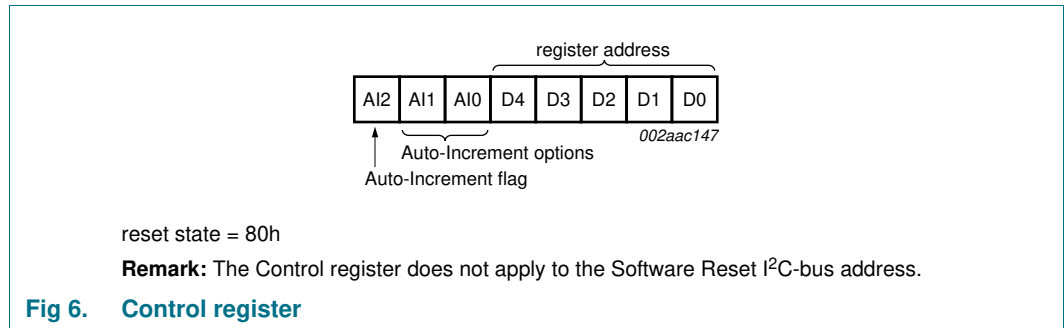 register address
AI2 AI1 AI0 D4 D3 D2 D1 D0
002aac147
Auto-Increment options
Auto-Increment flag
reset state = 80h
Remark: The Control register does not apply to the Software Reset I²C-bus address.
Fig 6. Control register